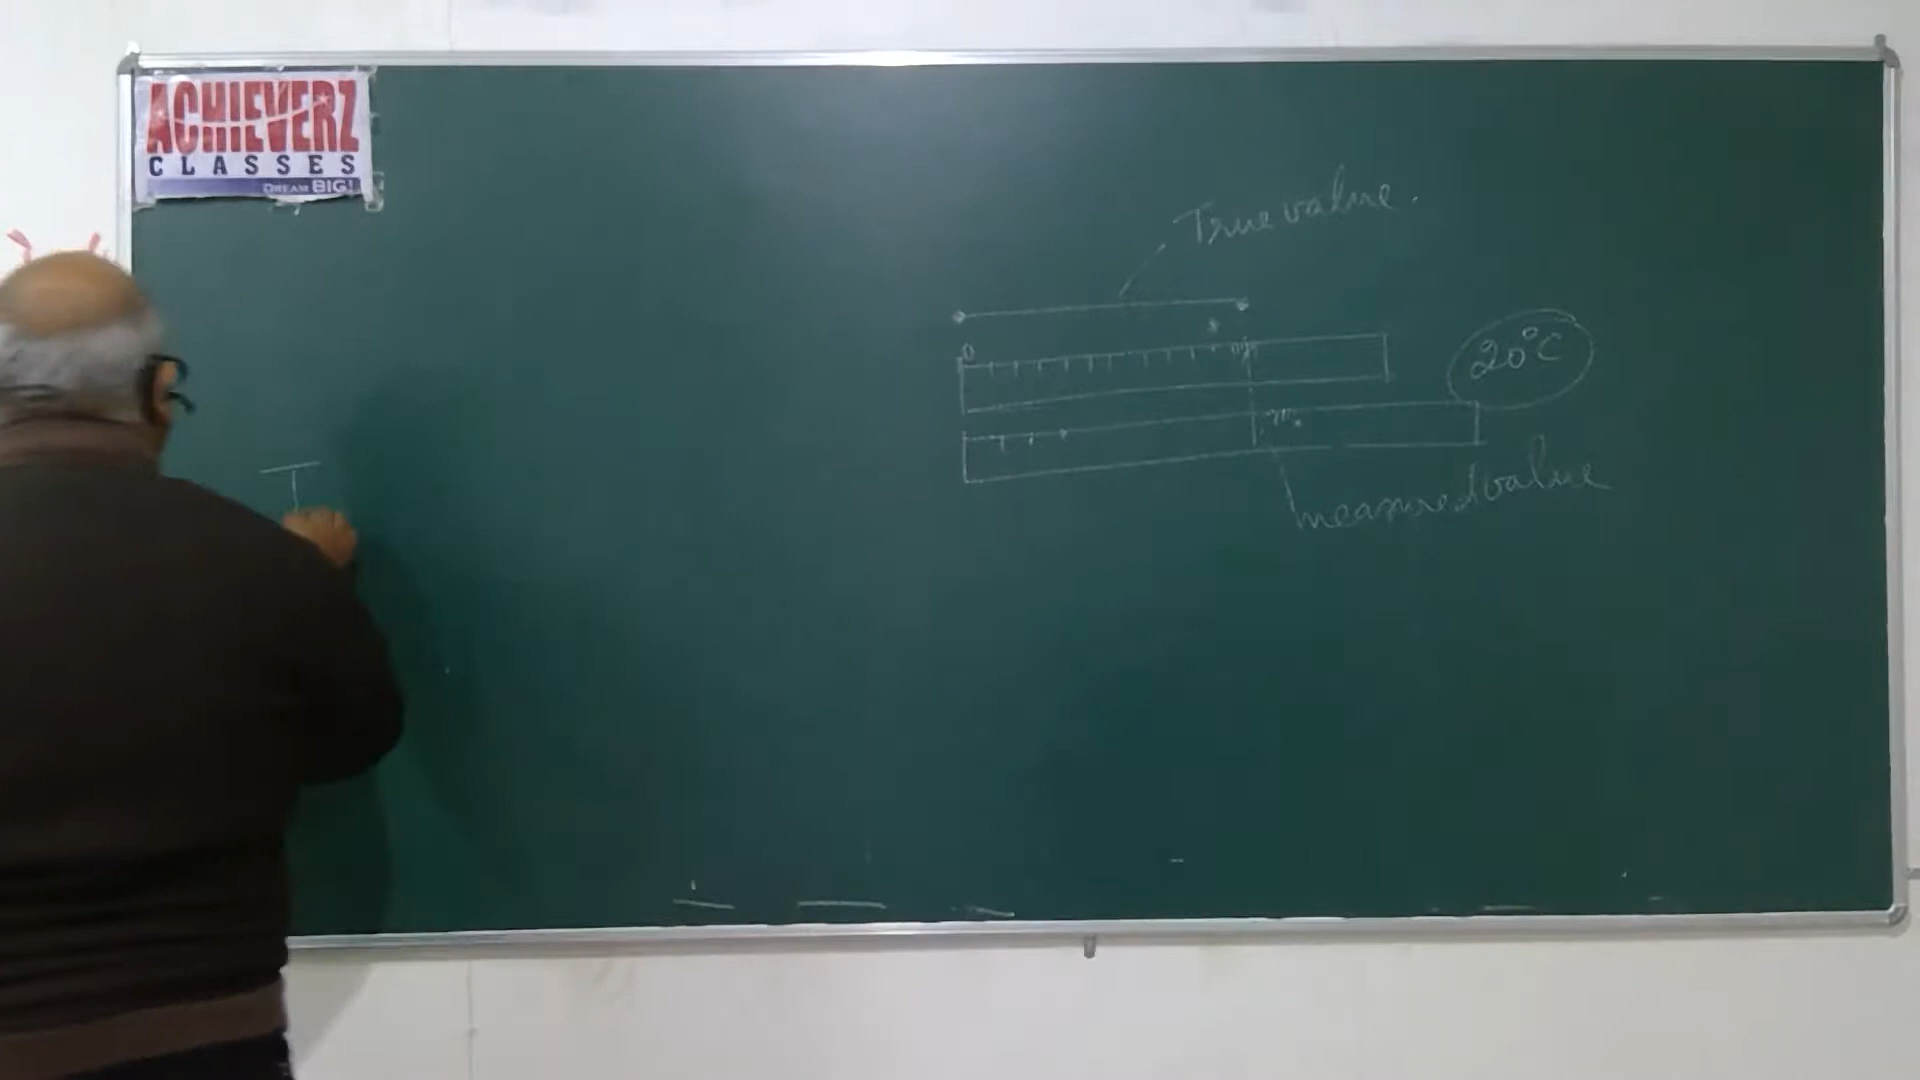 ACHIEVERZ
CLASSES
DREAM BIG!
True value.
0
20°C
measured value
T